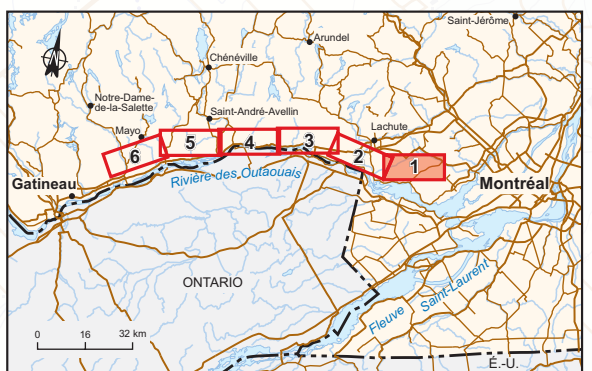 Saint-Jérôme
Arundel
Chénéville
Notre-Dame-
de-la-Salette
Saint-André-Avellin
Mayo
Lachute
6
5
4
3
2
1
Gatineau
Rivière des Outaouais
Montréal
ONTARIO
Fleuve Saint-Laurent
0 16 32 km
É.-U.